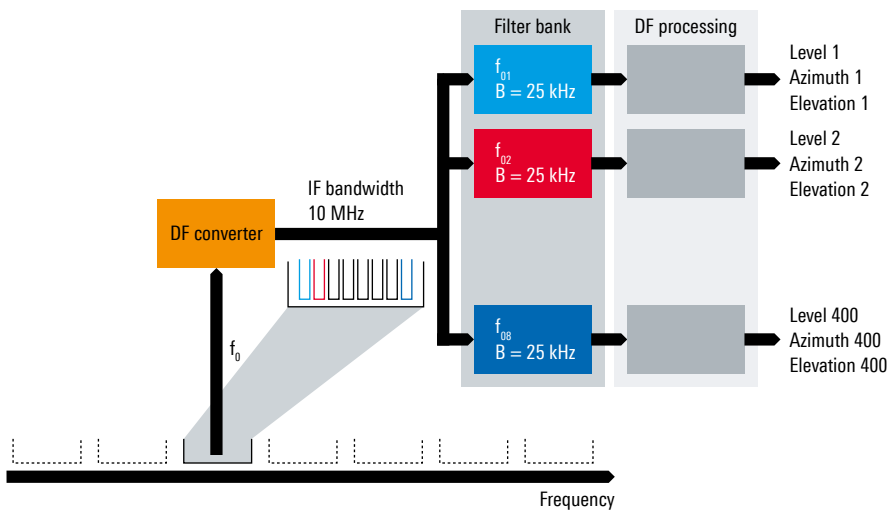 Filter bank
DF processing
f01
B = 25 kHz
Level 1
Azimuth 1
Elevation 1
f02
B = 25 kHz
Level 2
Azimuth 2
Elevation 2
IF bandwidth
10 MHz
DF converter
f08
B = 25 kHz
Level 400
Azimuth 400
Elevation 400
f0
Frequency